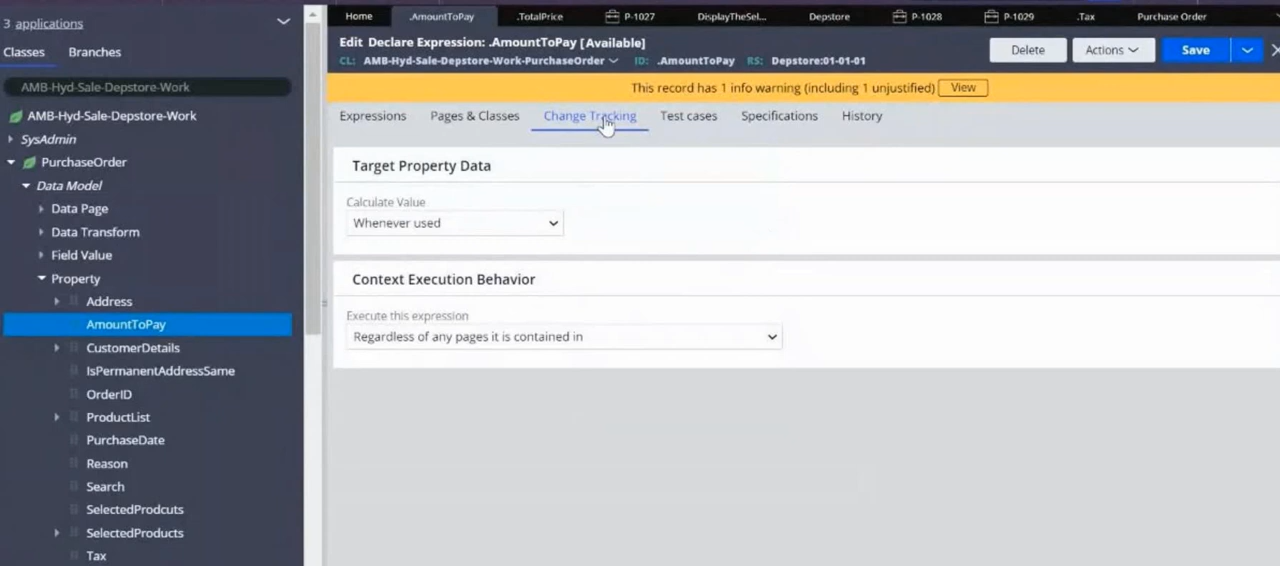 3 applications
Classes Branches
AMB-Hyd-Sale-Depstore-Work
AMB-Hyd-Sale-Depstore-Work
SysAdmin
PurchaseOrder
Data Model
Data Page
Data Transform
Field Value
Property
Address
AmountToPay
CustomerDetails
IsPermanentAddressSame
OrderID
ProductList
PurchaseDate
Reason
Search
SelectedProdcuts
SelectedProducts
Tax
Home .AmountToPay .TotalPrice P-1027 DisplayTheSel... Depstore P-1028 P-1029 .Tax Purchase Order
Edit Declare Expression: .AmountToPay [Available]
CL: AMB-Hyd-Sale-Depstore-Work-PurchaseOrder ID: .AmountToPay RS: Depstore:01-01-01
Delete Actions Save
This record has 1 info warning (including 1 unjustified) View
Expressions Pages & Classes Change Tracking Test cases Specifications History
Target Property Data
Calculate Value
Whenever used
Context Execution Behavior
Execute this expression
Regardless of any pages it is contained in